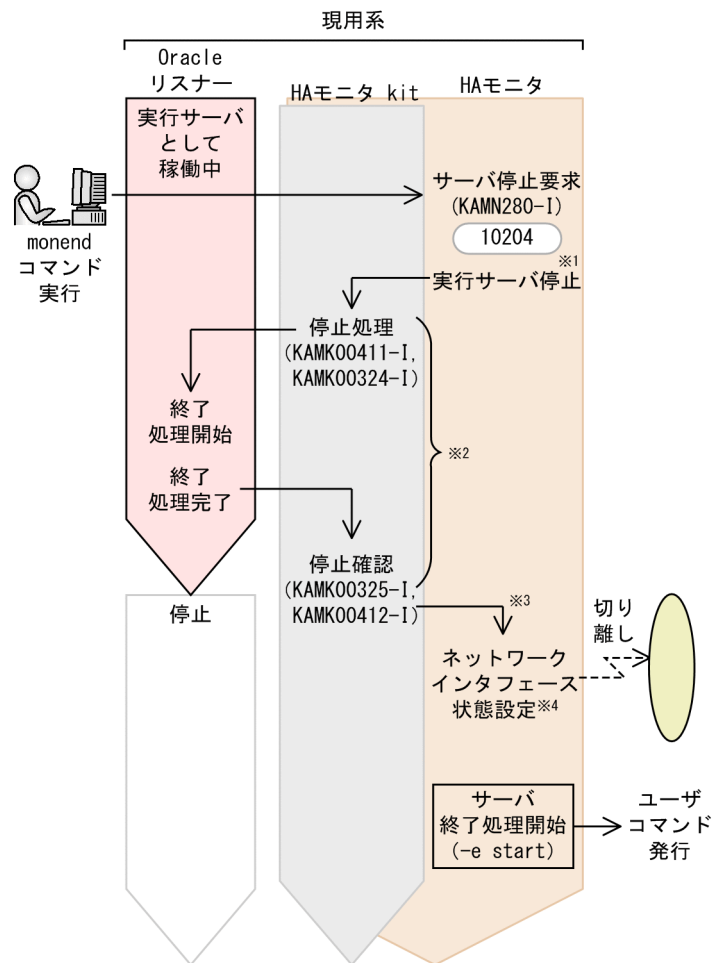 現用系
Oracle
リスナー
HAモニタ kit
HAモニタ
実行サーバ
として
稼働中
monend
コマンド
実行
サーバ停止要求
(KAMN280-I)
10204
※1
実行サーバ停止
停止処理
(KAMK00411-I,
KAMK00324-I)
終了
処理開始
※2
終了
処理完了
停止確認
(KAMK00325-I,
KAMK00412-I)
※3
停止
切り
離し
ネットワーク
インタフェース
状態設定※4
サーバ
終了処理開始
(-e start)
ユーザ
コマンド
発行